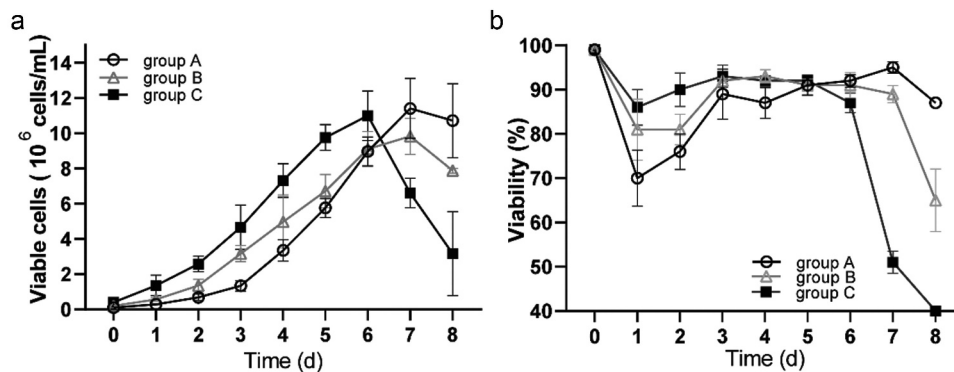 a
Viable cells ( 10 6 cells/mL)
14
12
10
8
6
4
2
0
group A
group B
group C
0 1 2 3 4 5 6 7 8
Time (d)
b
Viability (%)
100
90
80
70
60
50
40
group A
group B
group C
0 1 2 3 4 5 6 7 8
Time (d)